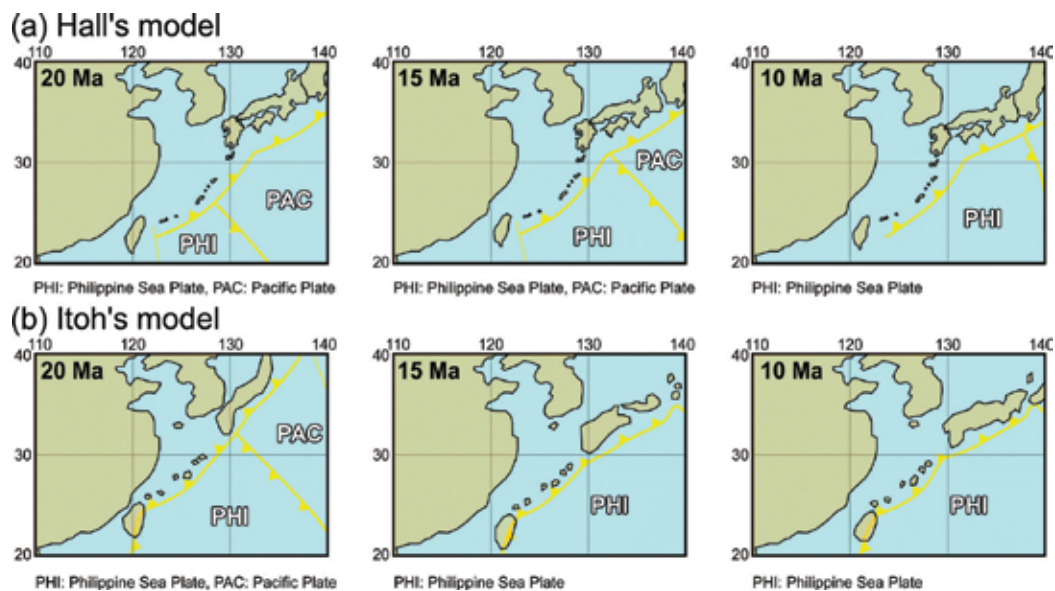 (a) Hall's model
110 120 130 140 110 120 130 140 110 120 130 140
40 20 Ma 40 15 Ma 40 10 Ma
30 30 PAC 30
PAC
PHI PHI PHI
20 20 20
PHI: Philippine Sea Plate, PAC: Pacific Plate PHI: Philippine Sea Plate, PAC: Pacific Plate PHI: Philippine Sea Plate
(b) Itoh's model
110 120 130 140 110 120 130 140 110 120 130 140
40 20 Ma 40 15 Ma 40 10 Ma
PAC
30 30 30
PHI PHI PHI
20 20 20
PHI: Philippine Sea Plate, PAC: Pacific Plate PHI: Philippine Sea Plate PHI: Philippine Sea Plate